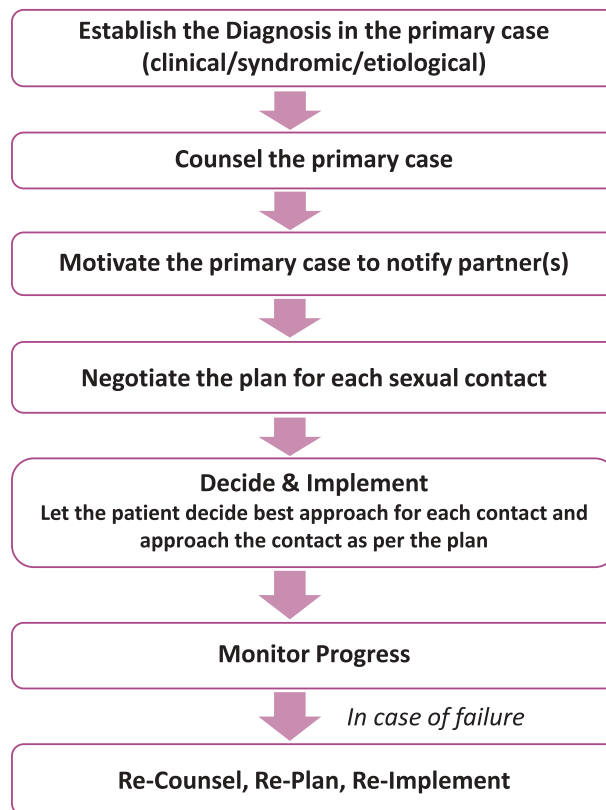 Establish the Diagnosis in the primary case
(clinical/syndromic/etiological)
Counsel the primary case
Motivate the primary case to notify partner(s)
Negotiate the plan for each sexual contact
Decide & Implement
Let the patient decide best approach for each contact and
approach the contact as per the plan
Monitor Progress
In case of failure
Re-Counsel, Re-Plan, Re-Implement